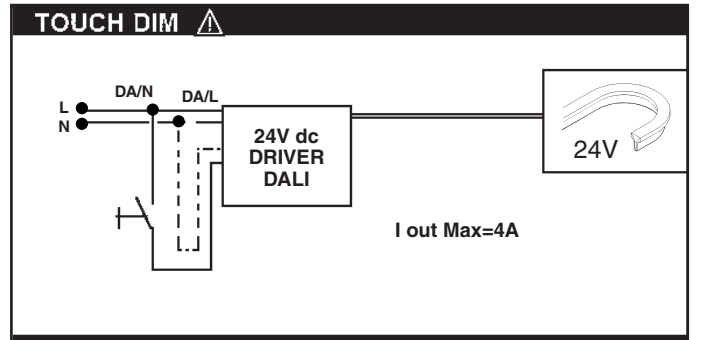 TOUCH DIM
DA/N
DA/L
L
N
24V dc
DRIVER
DALI
24V
I out Max=4A